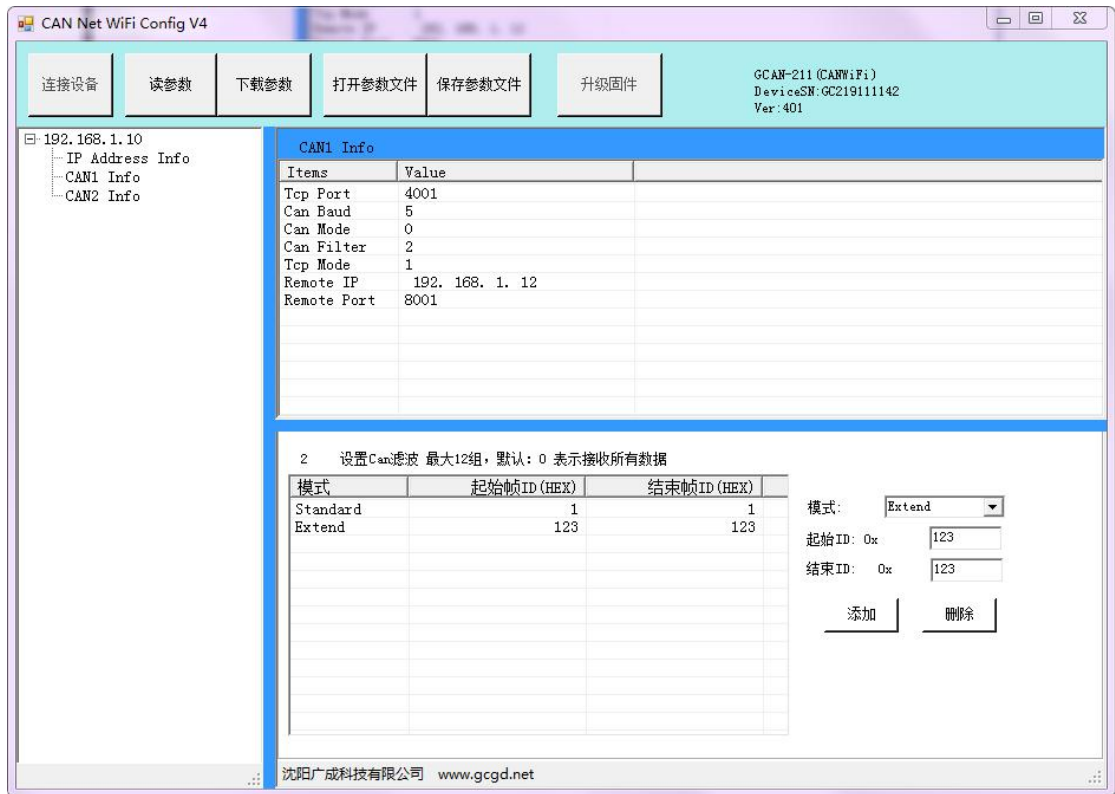 CAN Net WiFi Config V4
连接设备 读参数 下载参数 打开参数文件 保存参数文件 升级固件
GCAN-211(CANWiFi)
DeviceSN:GC219111142
Ver:401
192.168.1.10
IP Address Info
CAN1 Info
CAN2 Info
CAN1 Info
Items Value
Tcp Port 4001
Can Baud 5
Can Mode 0
Can Filter 2
Tcp Mode 1
Remote IP 192. 168. 1. 12
Remote Port 8001
2 设置Can滤波 最大12组，默认：0 表示接收所有数据
模式 起始帧ID(HEX) 结束帧ID(HEX)
Standard 1 1
Extend 123 123
模式: Extend
起始ID: 0x 123
结束ID: 0x 123
添加 删除
沈阳广成科技有限公司 www.gcgd.net